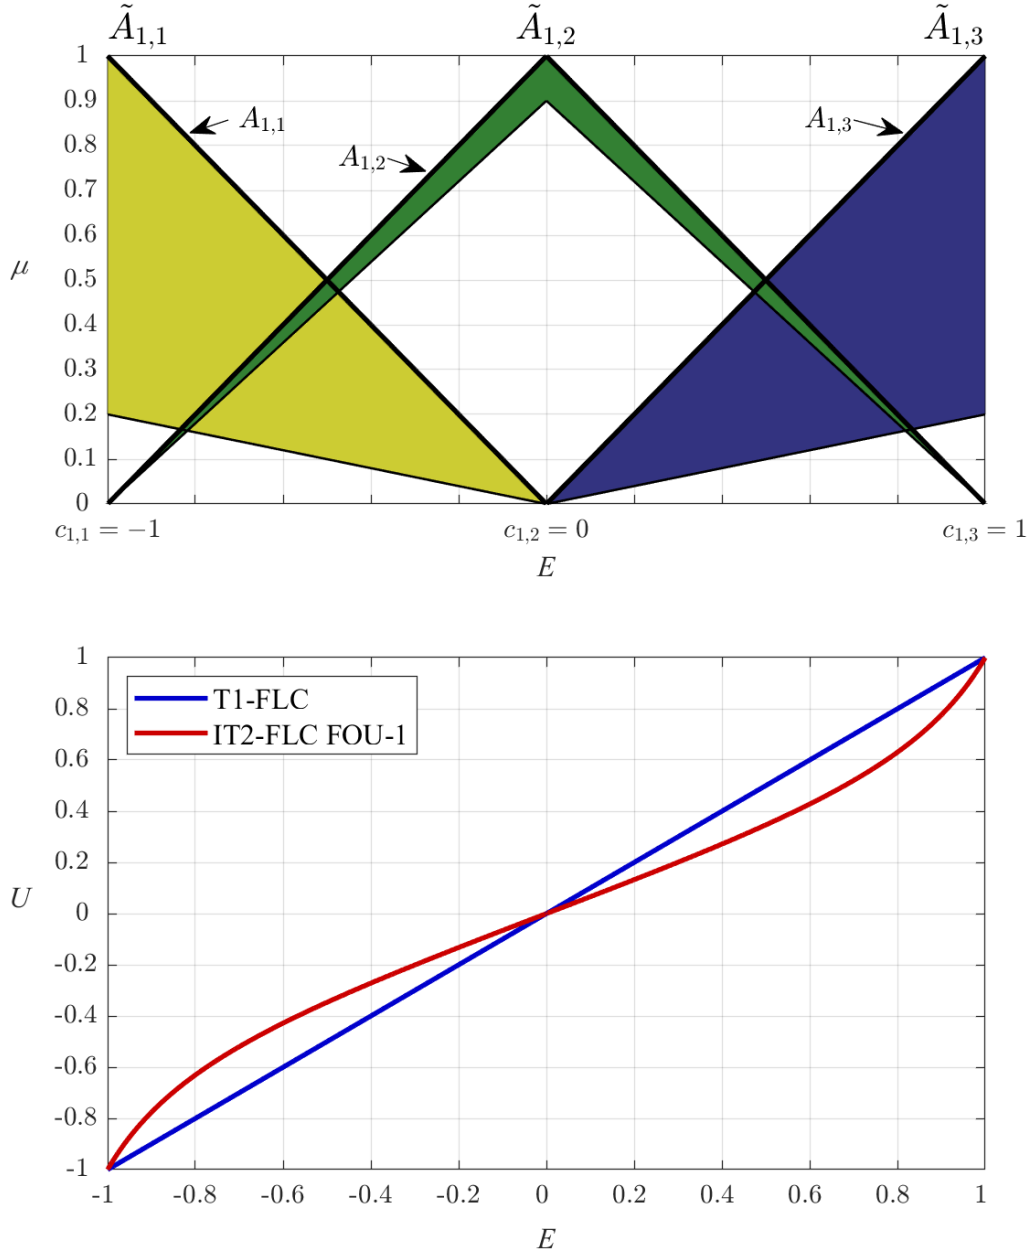 Ã₁,₁ Ã₁,₂ Ã₁,₃
1
0.9
A₁,₁ A₁,₃
0.8
A₁,₂
0.7
0.6
μ
0.5
0.4
0.3
0.2
0.1
0
c₁,₁ = −1 c₁,₂ = 0 c₁,₃ = 1
E
1
T1-FLC
0.8
IT2-FLC FOU-1
0.6
0.4
0.2
U
0
-0.2
-0.4
-0.6
-0.8
-1
-1 -0.8 -0.6 -0.4 -0.2 0 0.2 0.4 0.6 0.8 1
E